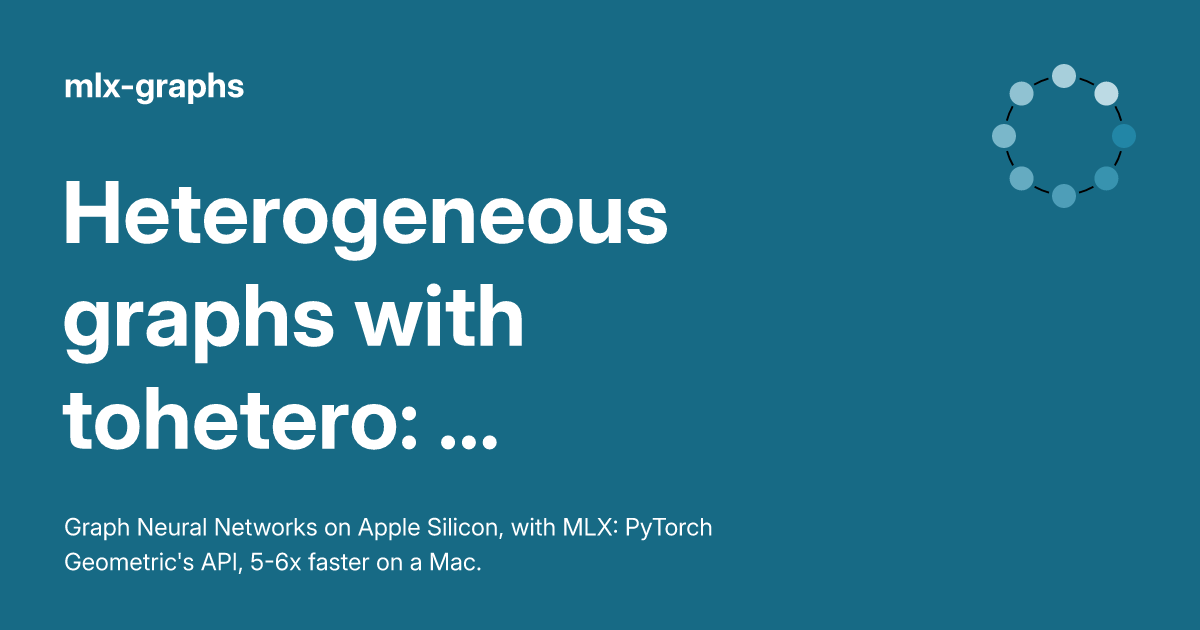 mlx-graphs
Heterogeneous
graphs with
tohetero: ...
Graph Neural Networks on Apple Silicon, with MLX: PyTorch
Geometric's API, 5-6x faster on a Mac.